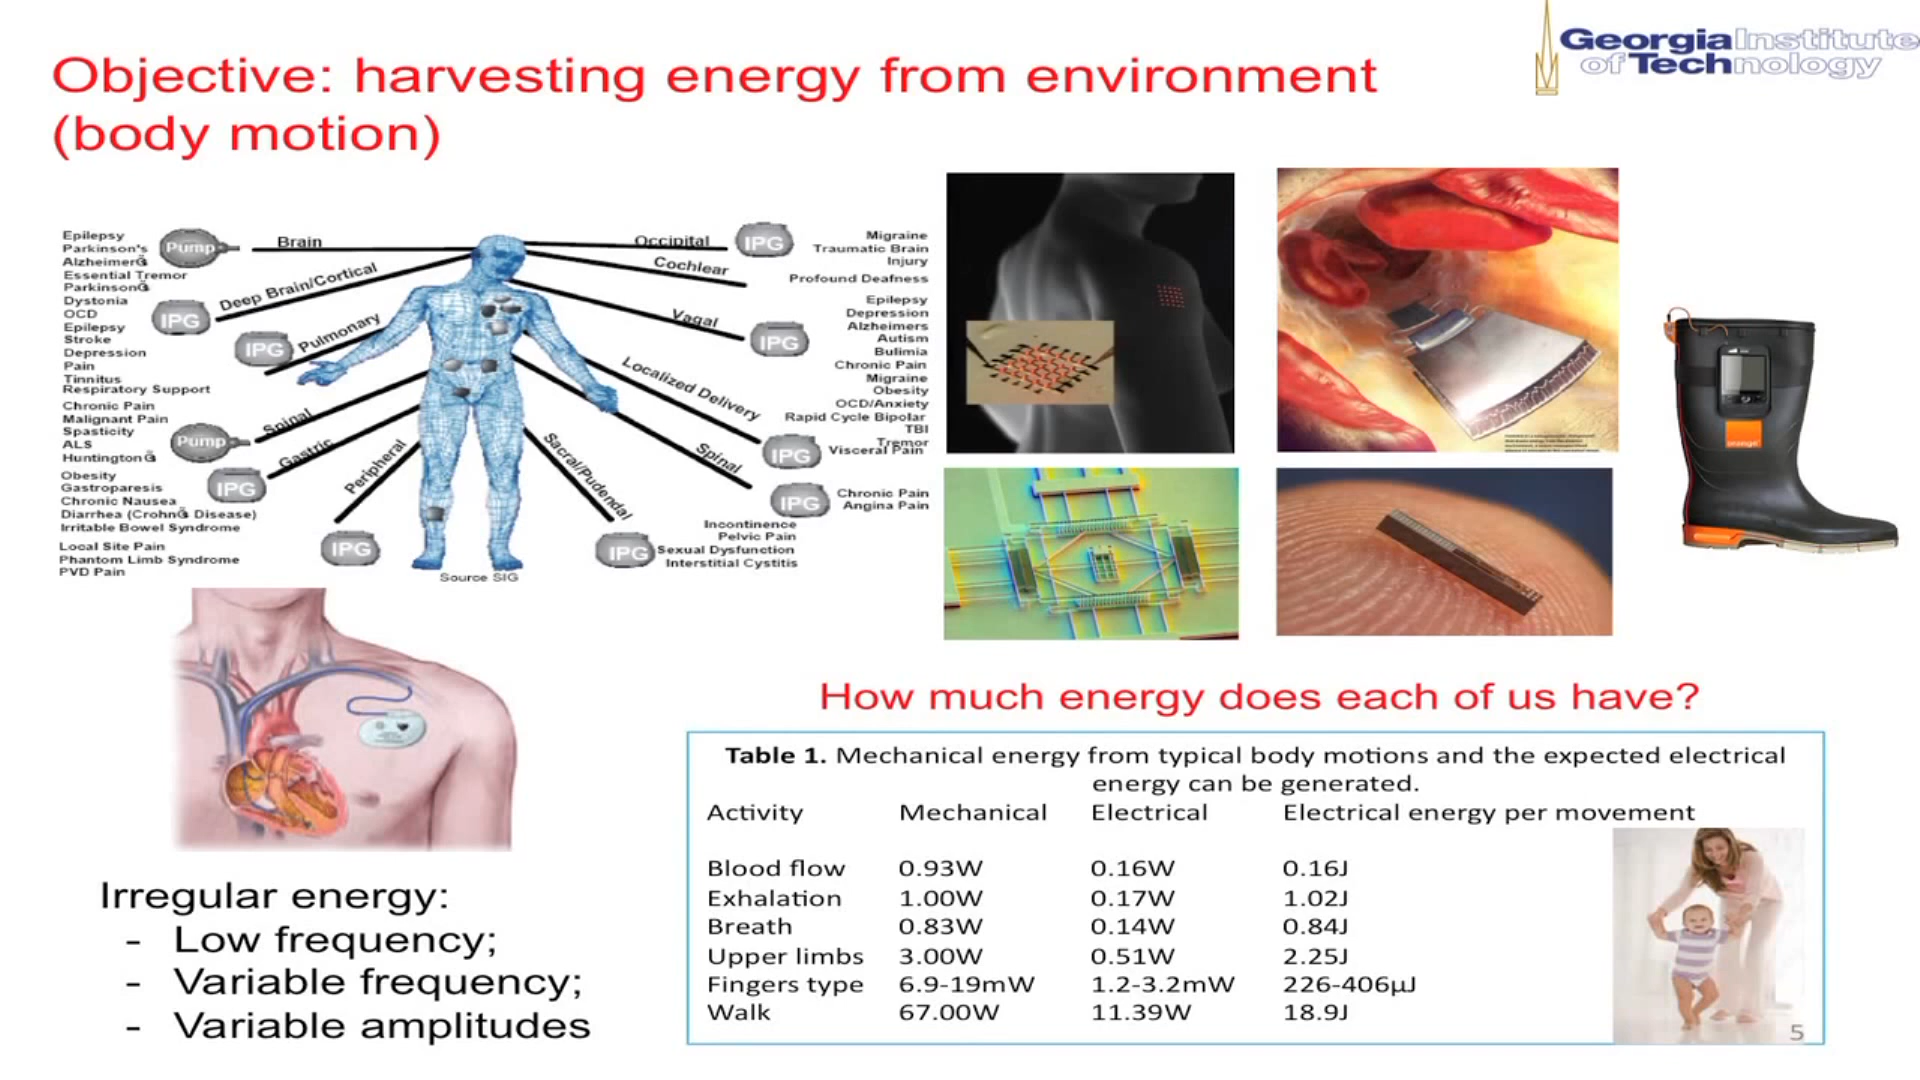 Georgia Institute
of Technology
Objective: harvesting energy from environment
(body motion)
Epilepsy
Parkinson's
Alzheimer
Essential Tremor
Parkinson
Dystonia
OCD
Epilepsy
Stroke
Depression
Pain
Tinnitus
Respiratory Support
Chronic Pain
Malignant Pain
Spasticity
ALS
Huntington
Obesity
Gastroparesis
Chronic Nausea
Diarrhea (Crohn Disease)
Irritable Bowel Syndrome
Local Site Pain
Phantom Limb Syndrome
PVD Pain
Pump
IPG
IPG
Pump
IPG
IPG
Brain
Deep Brain/Cortical
Pulmonary
Spinal
Gastric
Peripheral
Occipital
Cochlear
Vagal
Localized Delivery
Spinal
Sacral/Pudendal
IPG
IPG
IPG
IPG
IPG
Migraine
Traumatic Brain
Injury
Profound Deafness
Epilepsy
Depression
Alzheimers
Autism
Bulimia
Chronic Pain
Migraine
Obesity
OCD/Anxiety
Rapid Cycle Bipolar
TBI
Tremor
Visceral Pain
Chronic Pain
Angina Pain
Incontinence
Pelvic Pain
Sexual Dysfunction
Interstitial Cystitis
Source SIG
orange
Irregular energy:
- Low frequency;
- Variable frequency;
- Variable amplitudes
How much energy does each of us have?
Table 1. Mechanical energy from typical body motions and the expected electrical
energy can be generated.
Activity Mechanical Electrical Electrical energy per movement
Blood flow 0.93W 0.16W 0.16J
Exhalation 1.00W 0.17W 1.02J
Breath 0.83W 0.14W 0.84J
Upper limbs 3.00W 0.51W 2.25J
Fingers type 6.9-19mW 1.2-3.2mW 226-406µJ
Walk 67.00W 11.39W 18.9J
5